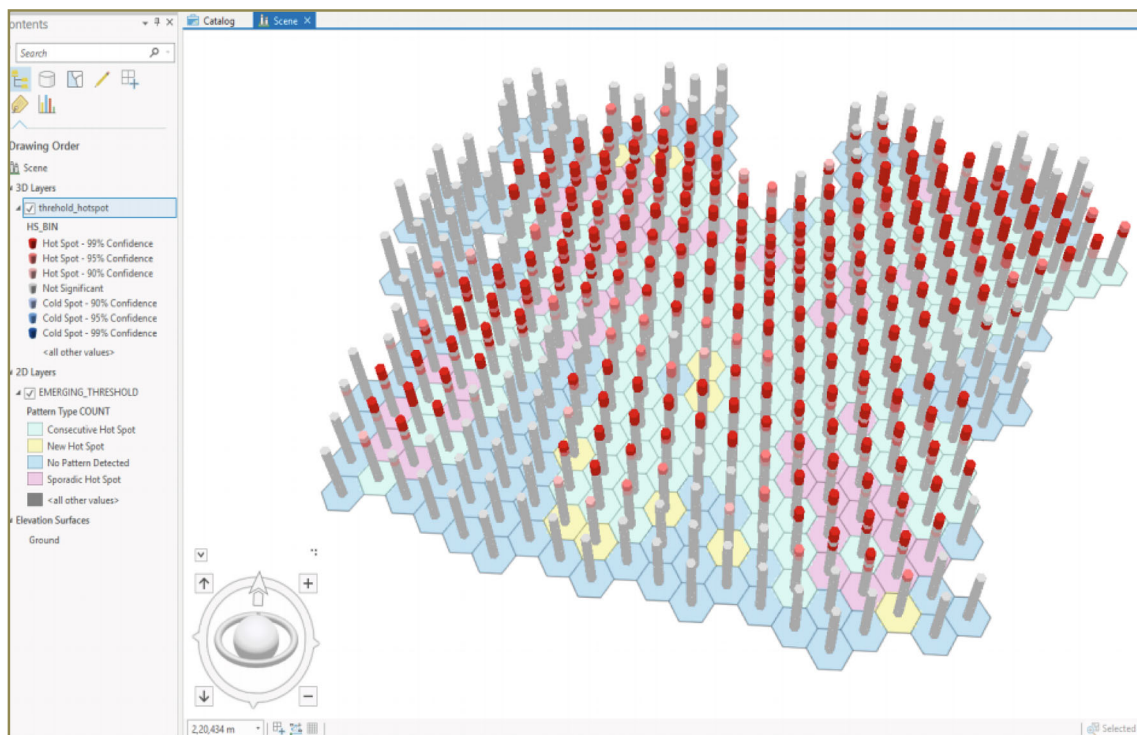 ontents
Catalog
Scene
Search
Drawing Order
Scene
3D Layers
threhold_hotspot
HS_BIN
Hot Spot - 99% Confidence
Hot Spot - 95% Confidence
Hot Spot - 90% Confidence
Not Significant
Cold Spot - 90% Confidence
Cold Spot - 95% Confidence
Cold Spot - 99% Confidence
<all other values>
2D Layers
EMERGING_THRESHOLD
Pattern Type COUNT
Consecutive Hot Spot
New Hot Spot
No Pattern Detected
Sporadic Hot Spot
<all other values>
Elevation Surfaces
Ground
2,20,434 m
Selected